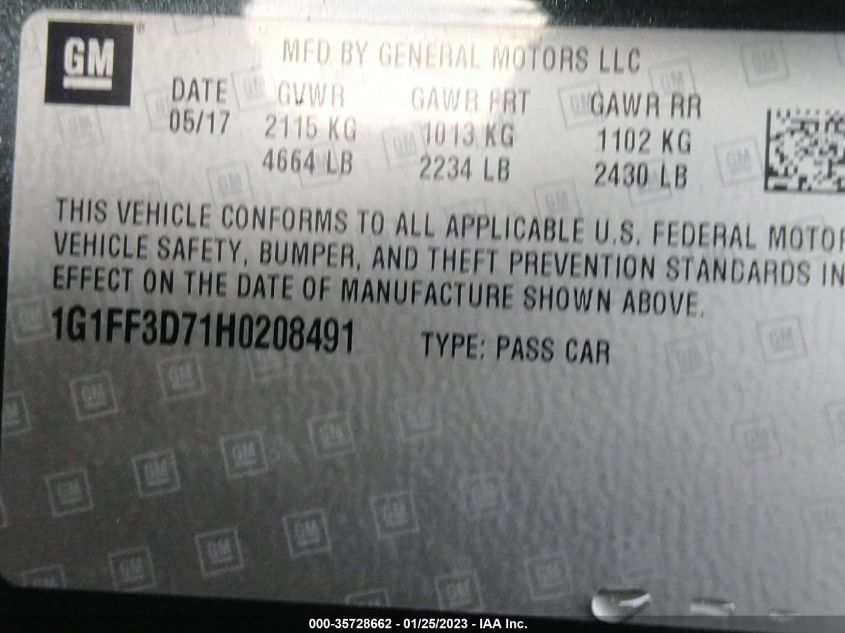 GM
MFD BY GENERAL MOTORS LLC
DATE GVWR GAWR FRT GAWR RR
05/17 2115 KG 1013 KG 1102 KG
4664 LB 2234 LB 2430 LB
THIS VEHICLE CONFORMS TO ALL APPLICABLE U.S. FEDERAL MOTOR
VEHICLE SAFETY, BUMPER, AND THEFT PREVENTION STANDARDS IN
EFFECT ON THE DATE OF MANUFACTURE SHOWN ABOVE.
1G1FF3D71H0208491 TYPE: PASS CAR
000-35728662 - 01/25/2023 - IAA Inc.